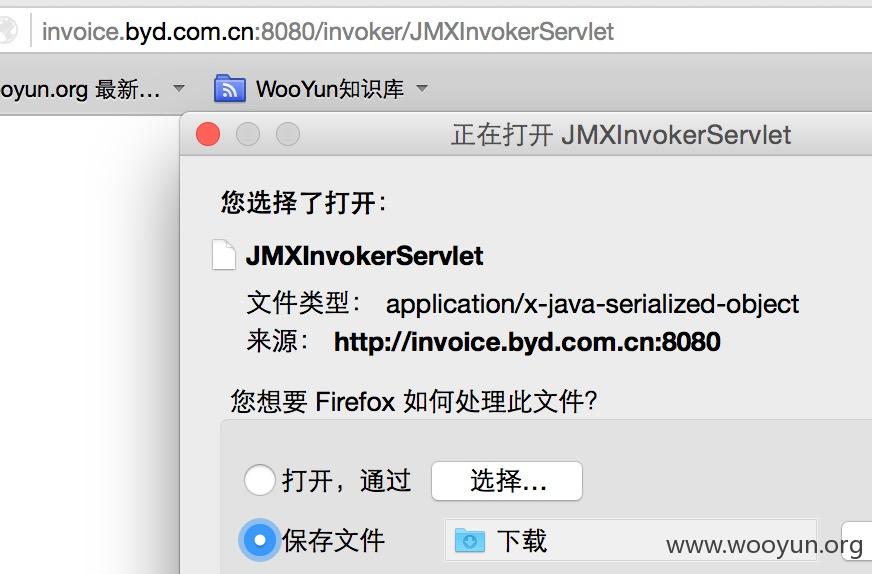 invoice.byd.com.cn:8080/invoker/JMXInvokerServlet
oyun.org 最新… WooYun知识库
正在打开 JMXInvokerServlet
您选择了打开：
JMXInvokerServlet
文件类型： application/x-java-serialized-object
来源： http://invoice.byd.com.cn:8080
您想要 Firefox 如何处理此文件？
打开，通过 选择…
保存文件 下载
www.wooyun.org